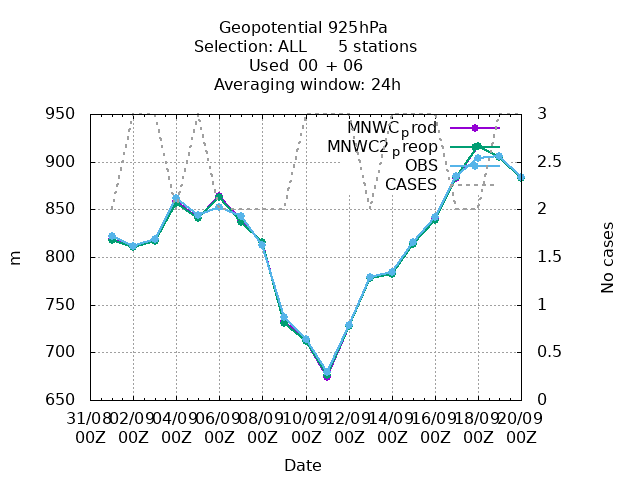 Geopotential 925hPa
Selection: ALL 5 stations
Used 00 + 06
Averaging window: 24h
950 3
MNWCprod
MNWC2preop
900 2.5
OBS
CASES
850 2
800 1.5
m No cases
750 1
700 0.5
650 0
31/08 02/09 04/09 06/09 08/09 10/09 12/09 14/09 16/09 18/09 20/09
00Z 00Z 00Z 00Z 00Z 00Z 00Z 00Z 00Z 00Z 00Z
Date